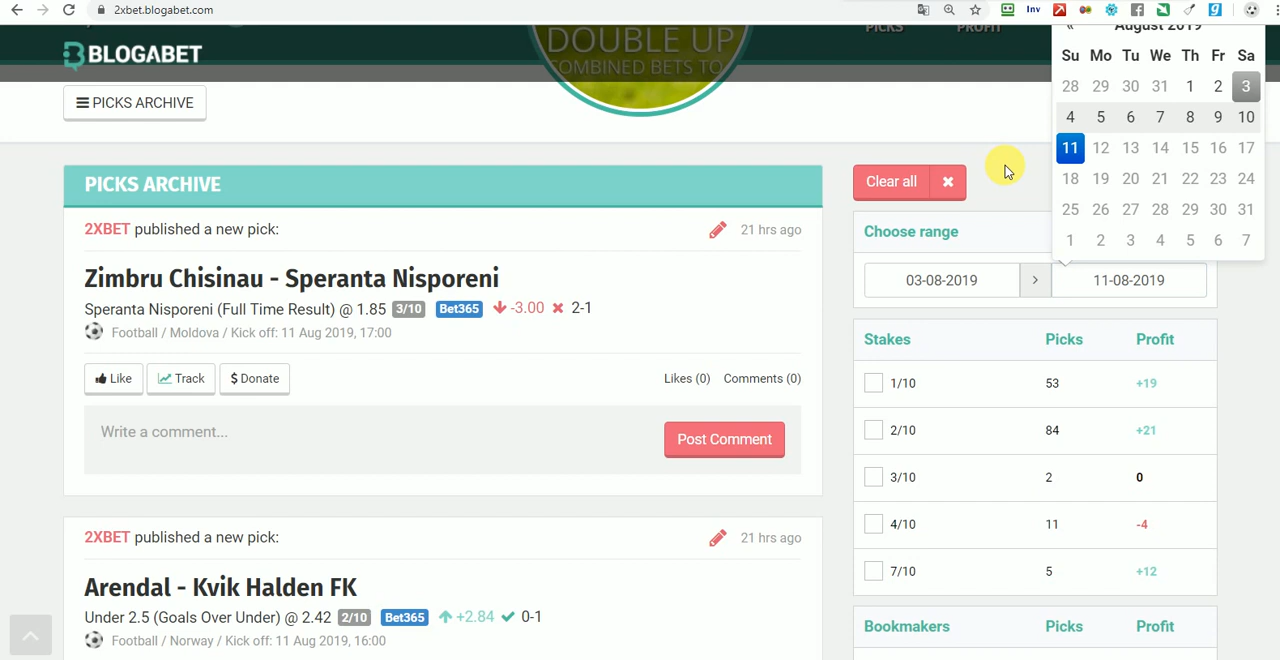 2xbet.blogabet.com
Inv
BLOGABET
DOUBLE UP
COMBINED BETS TO
PICKS
PROFIT
PICKS ARCHIVE
« August 2019
Su Mo Tu We Th Fr Sa
28 29 30 31 1 2 3
4 5 6 7 8 9 10
11 12 13 14 15 16 17
18 19 20 21 22 23 24
25 26 27 28 29 30 31
1 2 3 4 5 6 7
PICKS ARCHIVE
2XBET published a new pick:
21 hrs ago
Zimbru Chisinau - Speranta Nisporeni
Speranta Nisporeni (Full Time Result) @ 1.85 3/10 Bet365 -3.00 2-1
Football / Moldova / Kick off: 11 Aug 2019, 17:00
Like
Track
$ Donate
Likes (0) Comments (0)
Write a comment...
Post Comment
2XBET published a new pick:
21 hrs ago
Arendal - Kvik Halden FK
Under 2.5 (Goals Over Under) @ 2.42 2/10 Bet365 +2.84 0-1
Football / Norway / Kick off: 11 Aug 2019, 16:00
Clear all
Choose range
03-08-2019 > 11-08-2019
Stakes Picks Profit
1/10 53 +19
2/10 84 +21
3/10 2 0
4/10 11 -4
7/10 5 +12
Bookmakers Picks Profit